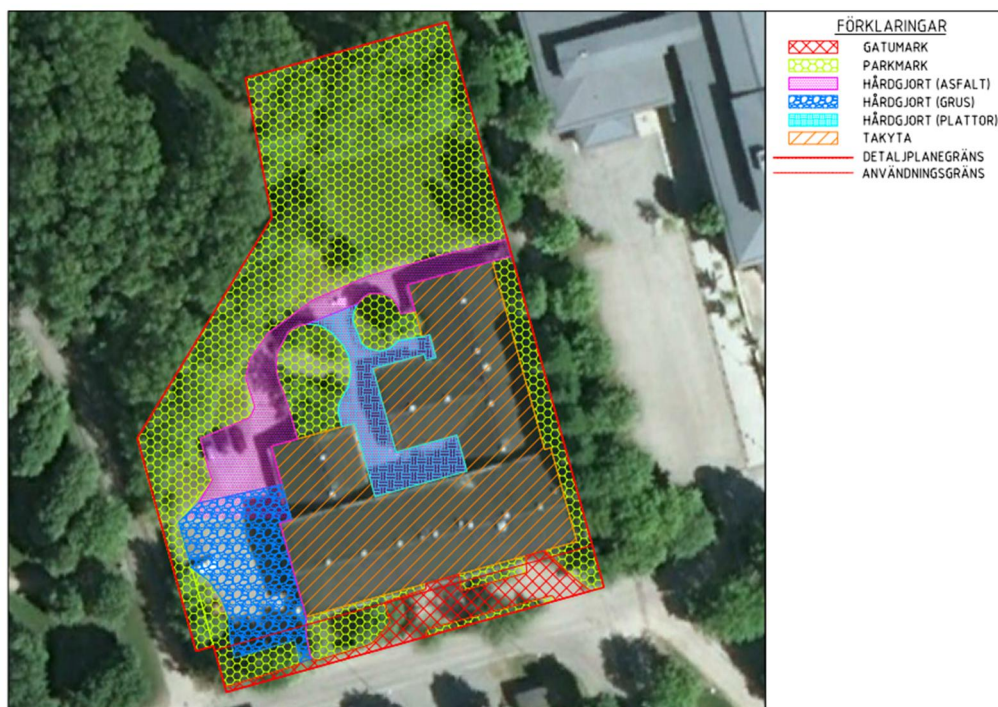 FÖRKLARINGAR
GATUMARK
PARKMARK
HÅRDGJORT (ASFALT)
HÅRDGJORT (GRUS)
HÅRDGJORT (PLATTOR)
TAKYTA
DETALJPLANEGRÄNS
ANVÄNDNINGSGRÄNS